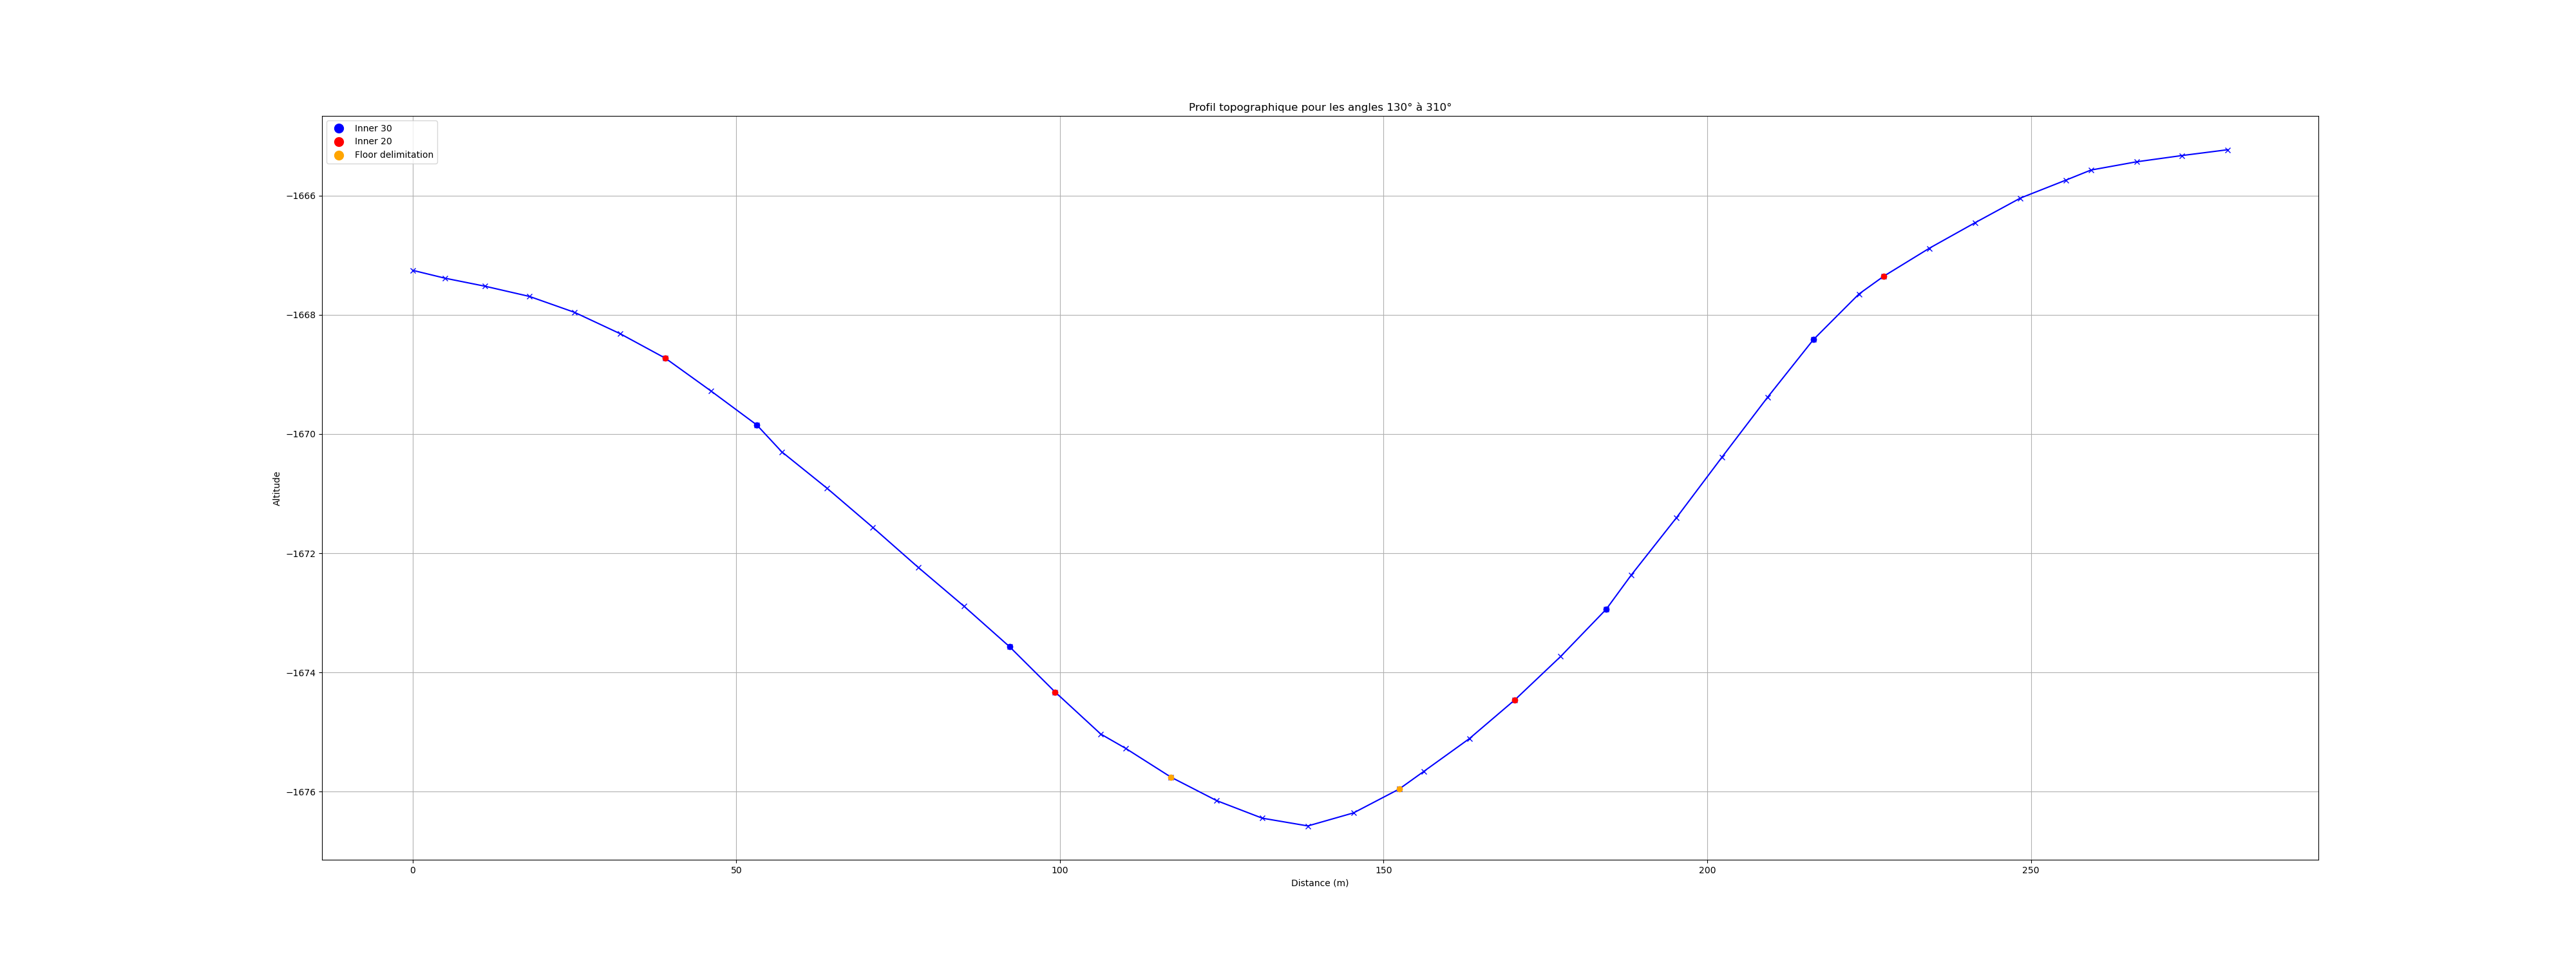 Profil topographique pour les angles 130° à 310°
Inner 30
Inner 20
Floor delimitation
−1666
−1668
−1670
−1672
−1674
−1676
Altitude
0 50 100 150 200 250
Distance (m)